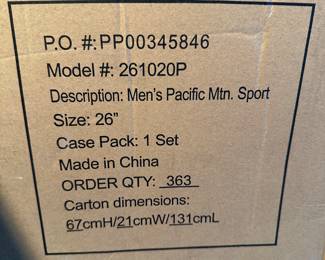 P.O. #:PP00345846
Model #: 261020P
Description: Men's Pacific Mtn. Sport
Size: 26"
Case Pack: 1 Set
Made in China
ORDER QTY: 363
Carton dimensions:
67cmH/21cmW/131cmL